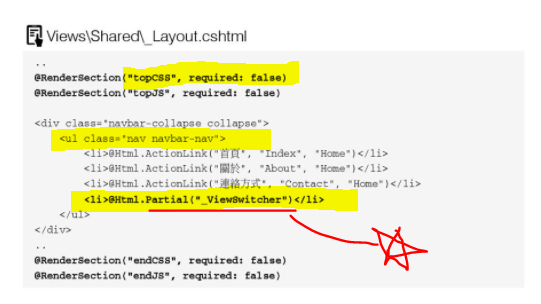 Views\Shared\_Layout.cshtml
..
@RenderSection("topCSS", required: false)
@RenderSection("topJS", required: false)
<div class="navbar-collapse collapse">
<ul class="nav navbar-nav">
<li>@Html.ActionLink("首頁", "Index", "Home")</li>
<li>@Html.ActionLink("關於", "About", "Home")</li>
<li>@Html.ActionLink("連絡方式", "Contact", "Home")</li>
<li>@Html.Partial("_ViewSwitcher")</li>
</ul>
</div>
..
@RenderSection("endCSS", required: false)
@RenderSection("endJS", required: false)